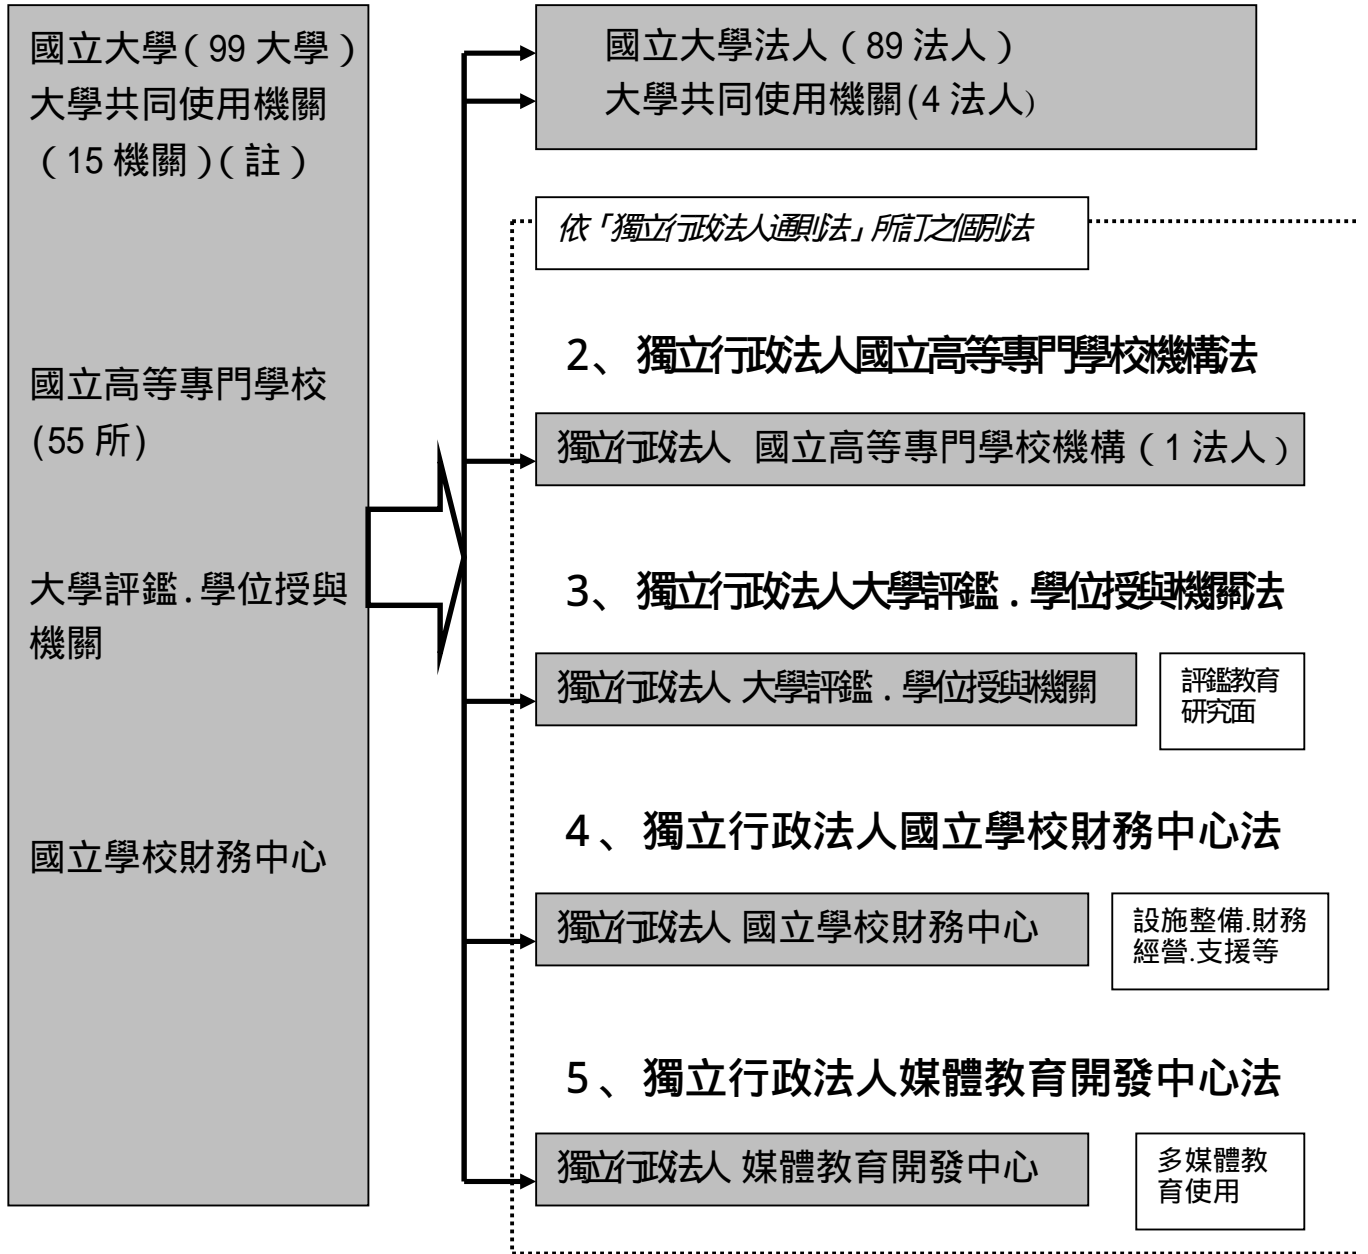 國立大學（99 大學）
大學共同使用機關
（15 機關）（註）
國立高等專門學校
(55 所)
大學評鑑．學位授與
機關
國立學校財務中心
國立大學法人（89 法人）
大學共同使用機關(4 法人)
依「獨立行政法人通則法」所訂之個別法
2、獨立行政法人國立高等專門學校機構法
獨立行政法人 國立高等專門學校機構（1 法人）
3、獨立行政法人大學評鑑．學位授與機關法
獨立行政法人 大學評鑑．學位授與機關
評鑑教育
研究面
4、獨立行政法人國立學校財務中心法
獨立行政法人 國立學校財務中心
設施整備.財務
經營.支援等
5、獨立行政法人媒體教育開發中心法
獨立行政法人 媒體教育開發中心
多媒體教
育使用